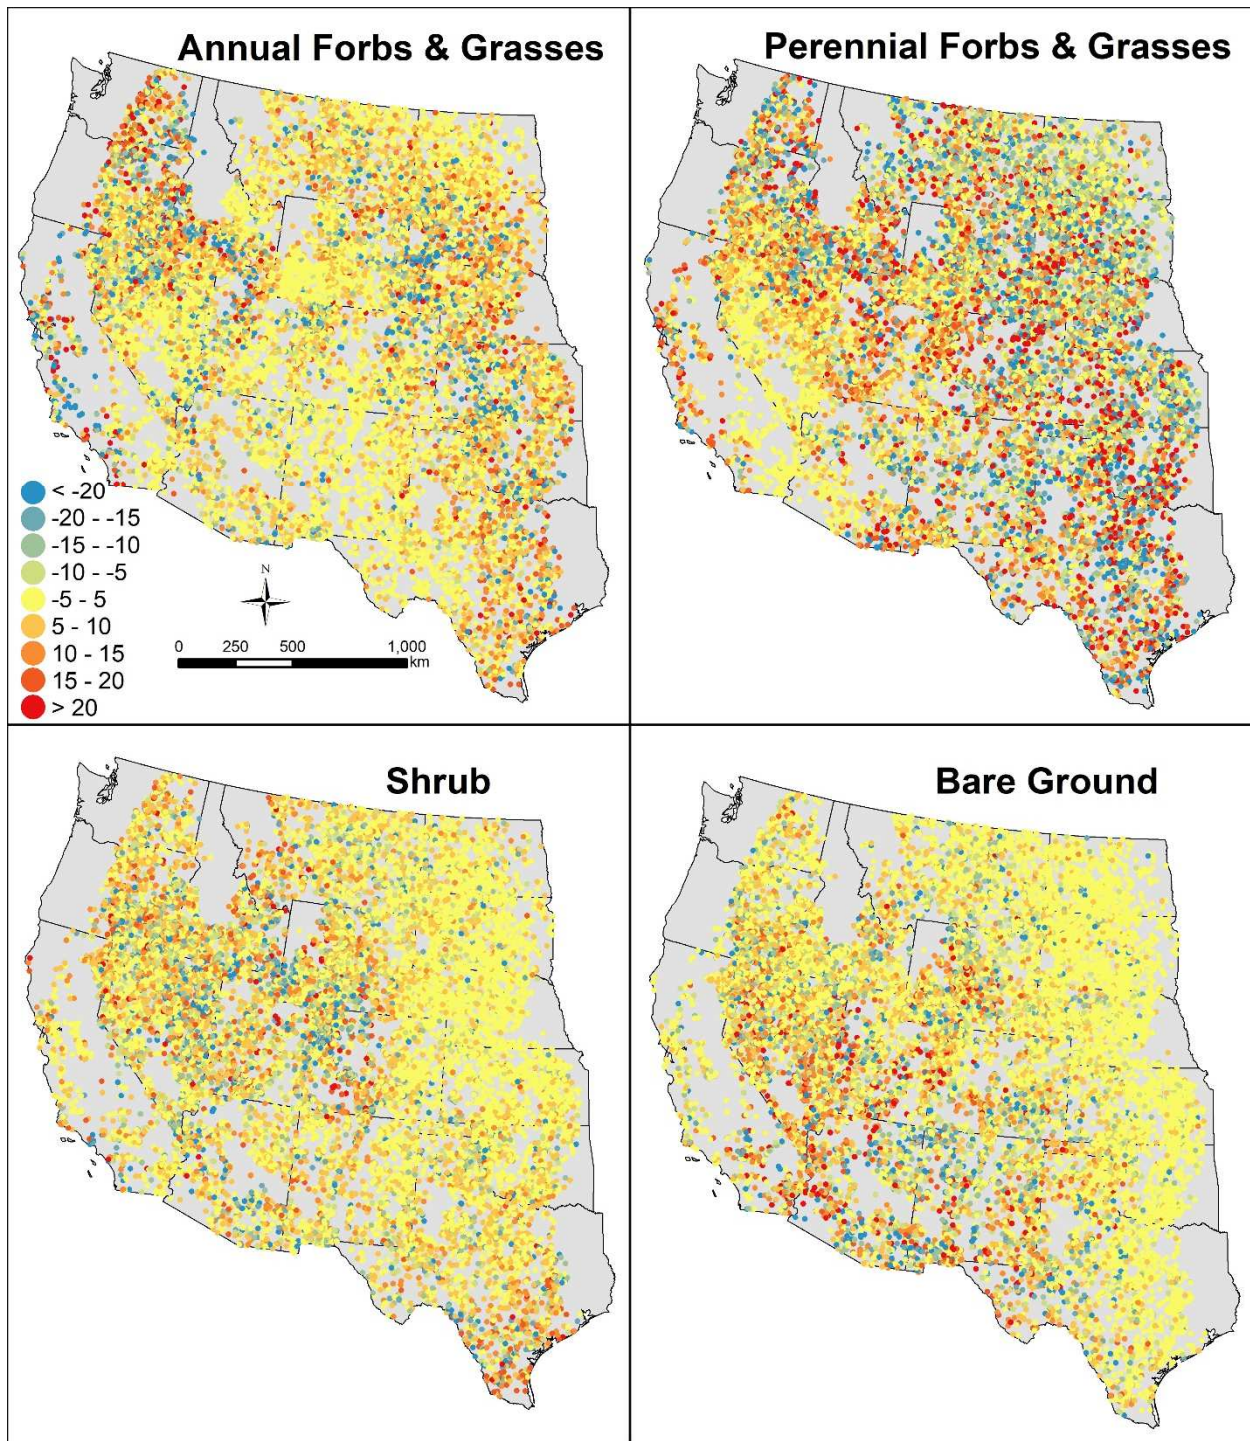 Annual Forbs & Grasses
Perennial Forbs & Grasses
< -20
-20 - -15
-15 - -10
-10 - -5
-5 - 5
5 - 10
10 - 15
15 - 20
> 20
N
0 250 500 1,000
km
Shrub
Bare Ground